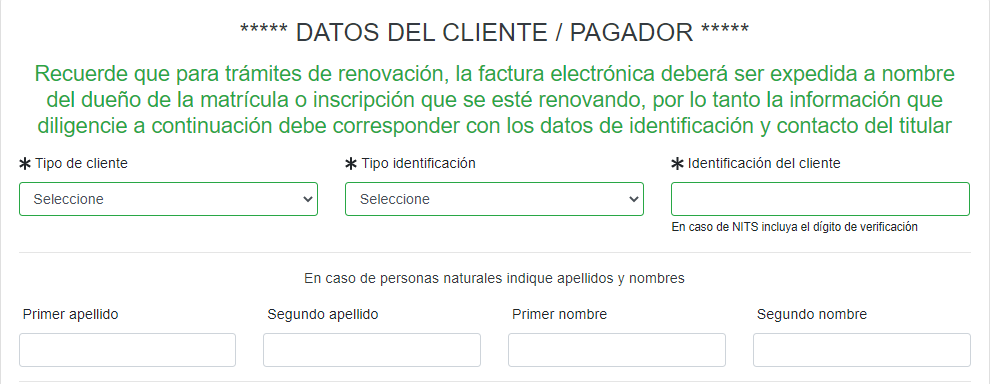 ***** DATOS DEL CLIENTE / PAGADOR *****
Recuerde que para trámites de renovación, la factura electrónica deberá ser expedida a nombre
del dueño de la matrícula o inscripción que se esté renovando, por lo tanto la información que
diligencie a continuación debe corresponder con los datos de identificación y contacto del titular
✱ Tipo de cliente
✱ Tipo identificación
✱ Identificación del cliente
Seleccione
Seleccione
En caso de NITS incluya el dígito de verificación
En caso de personas naturales indique apellidos y nombres
Primer apellido
Segundo apellido
Primer nombre
Segundo nombre